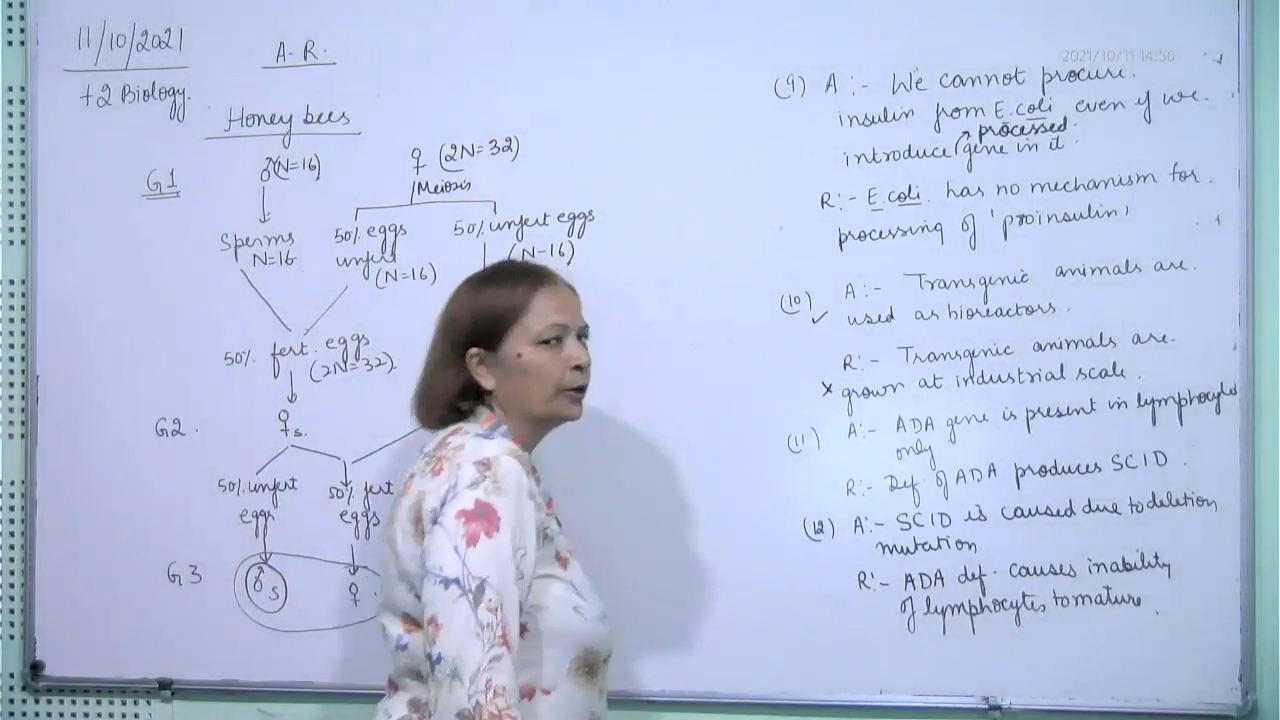 11/10/2021
A-R.
+2 Biology.
Honey bees
G1
♂(N=16)
♀ (2N=32)
Meiosis
Sperms
N=16
50% eggs
unfert
(N=16)
50% unfert eggs
(N-16)
50% fert. eggs
(2N=32)
G2.
♀s.
50% unfert
eggs
50% fert
eggs
G3
♂s
♀
2021/10/11 14:56
(9) A :- We cannot procure.
insulin from E.coli even if we.
processed.
introduce gene in it.
R:- E.coli. has no mechanism for.
processing of 'proinsulin'
(10) A :- Transgenic animals are.
✓ used as bioreactors.
R:- Transgenic animals are.
x grown at industrial scale.
(11) A:- ADA gene is present in lymphocytes
only
R:- Def. of ADA produces SCID.
(12) A:- SCID is caused due to deletion
mutation
R:- ADA def. causes inability
of lymphocytes to mature.